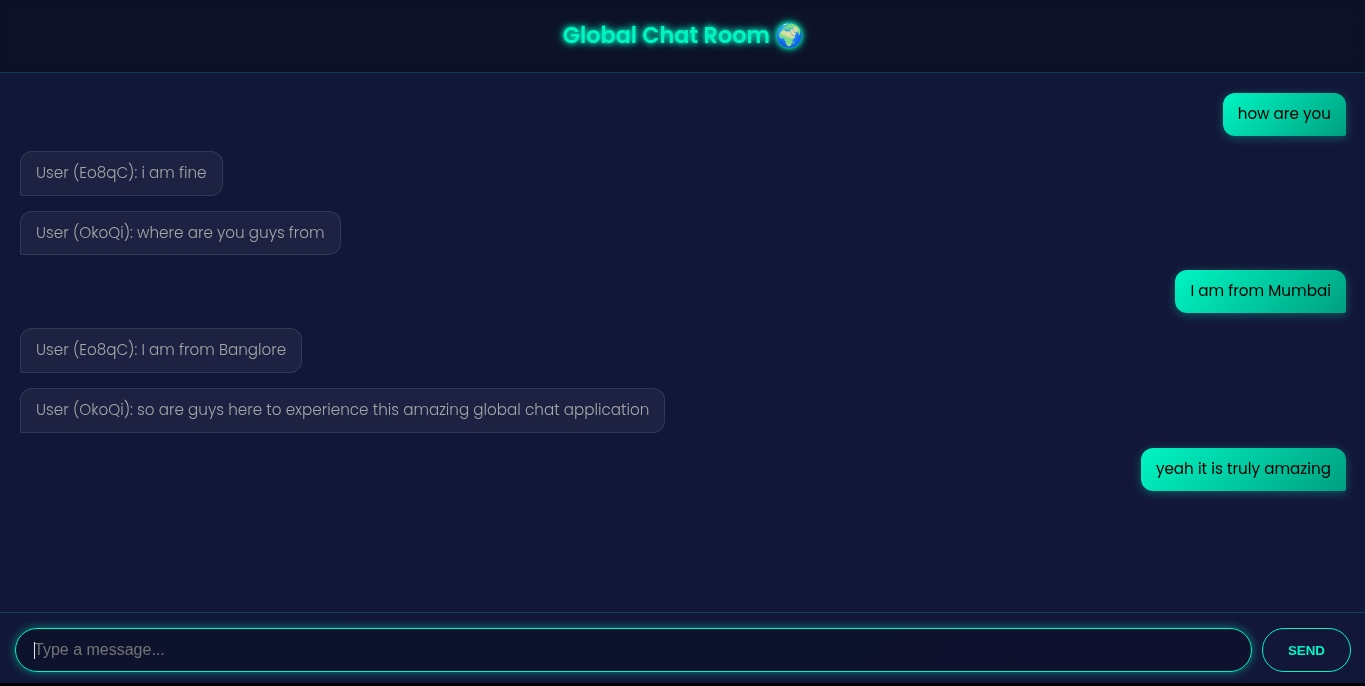 Global Chat Room 🌍
how are you
User (Eo8qC): i am fine
User (OkoQi): where are you guys from
I am from Mumbai
User (Eo8qC): I am from Banglore
User (OkoQi): so are guys here to experience this amazing global chat application
yeah it is truly amazing
Type a message...
SEND